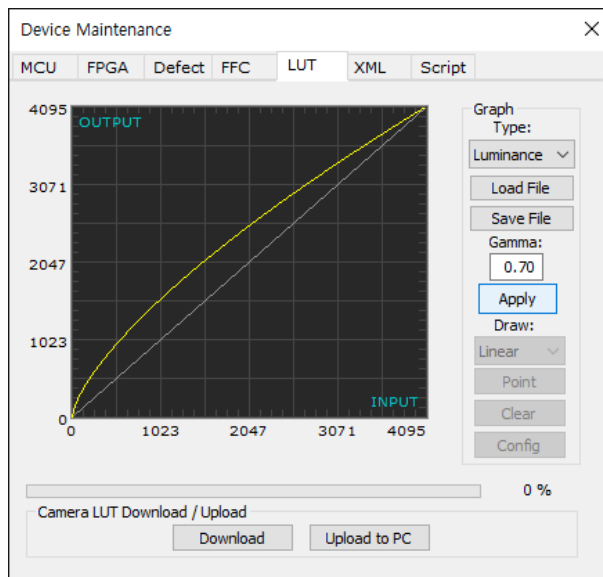 Device Maintenance
MCU FPGA Defect FFC LUT XML Script
4095
OUTPUT
3071
2047
1023
0
INPUT
0 1023 2047 3071 4095
Graph
Type:
Luminance
Load File
Save File
Gamma:
0.70
Apply
Draw:
Linear
Point
Clear
Config
0 %
Camera LUT Download / Upload
Download Upload to PC